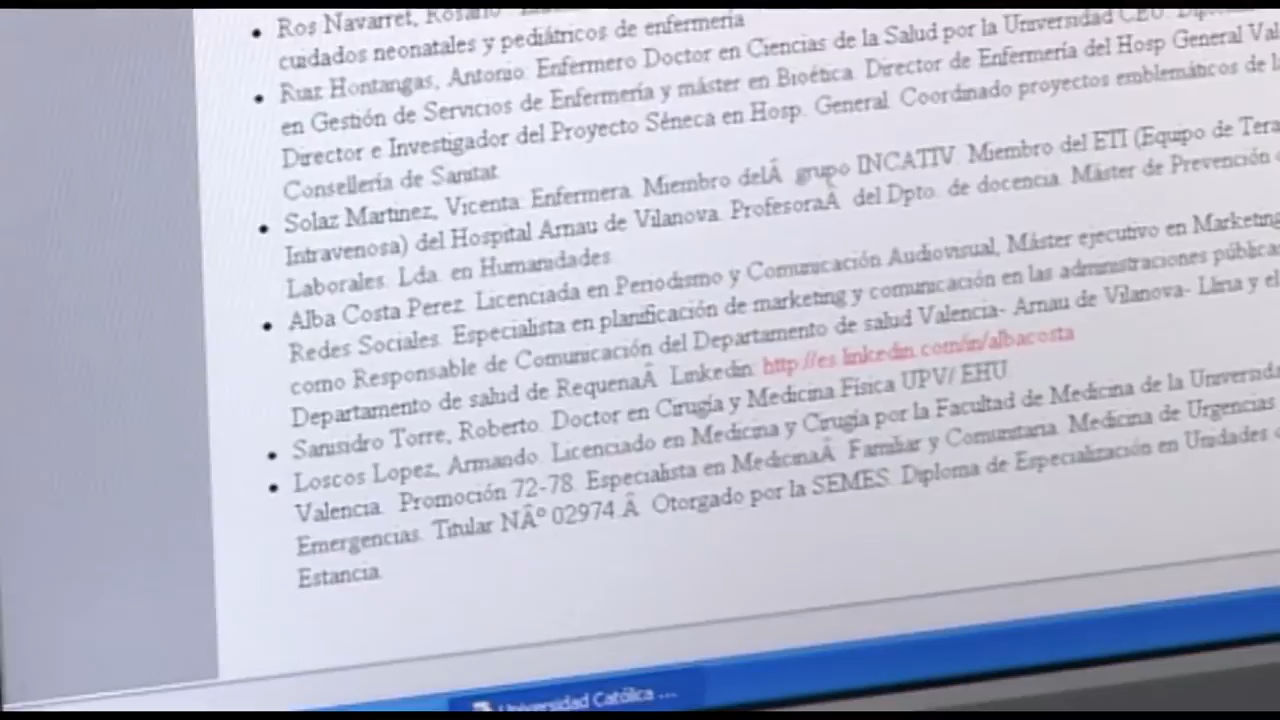 Ros Navarret, Rosario
cuidados neonatales y pediátricos de enfermería
Ruiz Hontangas, Antonio. Enfermero Doctor en Ciencias de la Salud por la Universidad CEU.
en Gestión de Servicios de Enfermería y máster en Bioética. Director de Enfermería del Hosp General
Director e Investigador del Proyecto Séneca en Hosp. General. Coordinado proyectos emblemáticos de
Consellería de Sanitat
Solaz Martinez, Vicenta. Enfermera. Miembro delÂ grupo INCATIV. Miembro del ETI (Equipo de
Intravenosa) del Hospital Arnau de Vilanova. ProfesoraÂ del Dpto. de docencia. Máster de Prevención
Laborales. Lda. en Humanidades
Alba Costa Perez. Licenciada en Periodismo y Comunicación Audiovisual, Máster ejecutivo en Marketing
Redes Sociales. Especialista en planificación de marketing y comunicación en las administraciones
como Responsable de Comunicación del Departamento de salud Valencia- Arnau de Vilanova- Lliria y el
Departamento de salud de RequenaÂ Linkedin: http://es.linkedin.com/in/albacosta
Sanisidro Torre, Roberto. Doctor en Cirugía y Medicina Física UPV/ EHU
Loscos Lopez, Armando. Licenciado en Medicina y Cirugía por la Facultad de Medicina de la
Valencia. Promoción 72-78. Especialista en MedicinaÂ Familiar y Comunitaria. Medicina de Urgencias
Emergencias. Titular NÂº 02974.Â Otorgado por la SEMES. Diploma de Especialización en Unidades
Estancia.
Universidad Católica ...